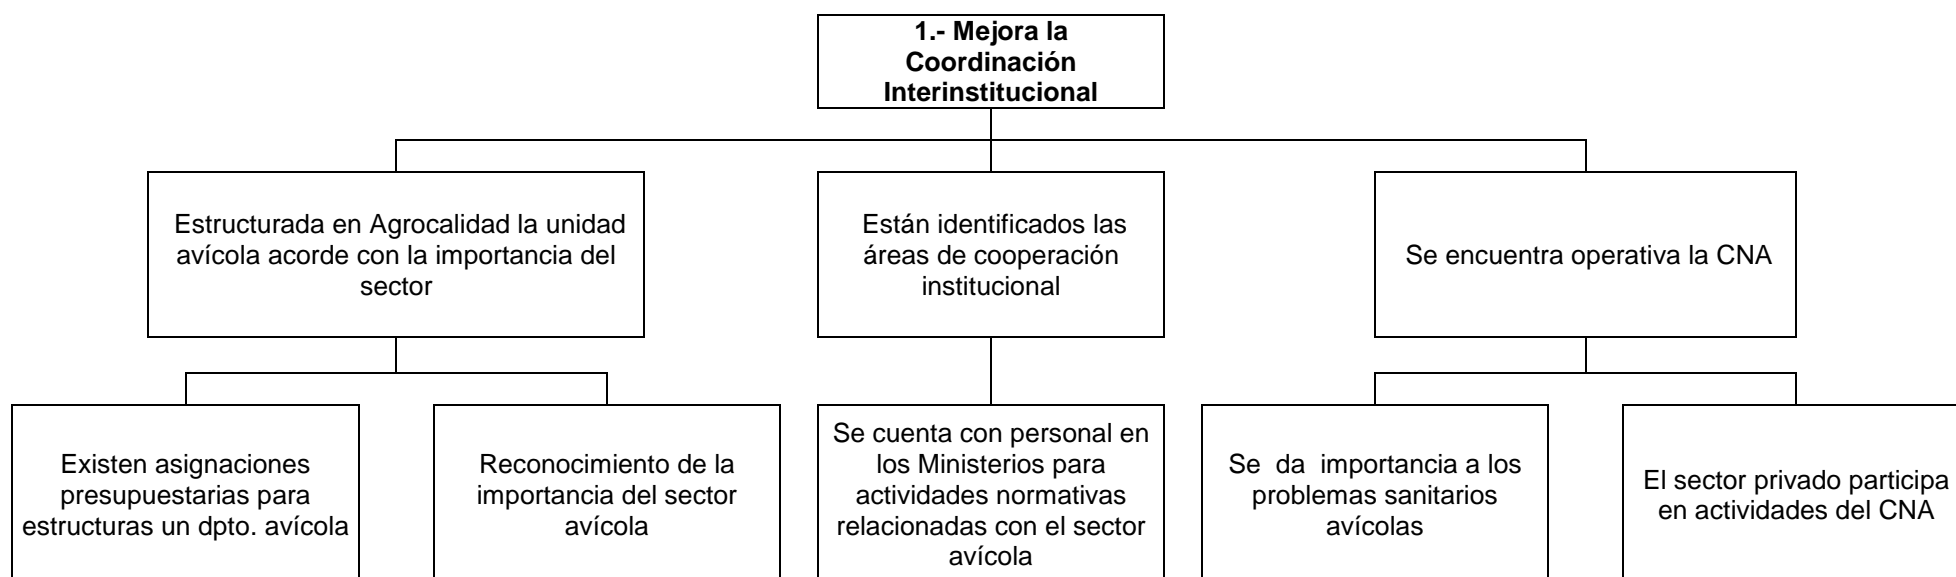 1.- Mejora la
Coordinación
Interinstitucional
Estructurada en Agrocalidad la unidad
avícola acorde con la importancia del
sector
Están identificados las
áreas de cooperación
institucional
Se encuentra operativa la CNA
Existen asignaciones
presupuestarias para
estructuras un dpto. avícola
Reconocimiento de la
importancia del sector
avícola
Se cuenta con personal en
los Ministerios para
actividades normativas
relacionadas con el sector
avícola
Se da importancia a los
problemas sanitarios
avícolas
El sector privado participa
en actividades del CNA